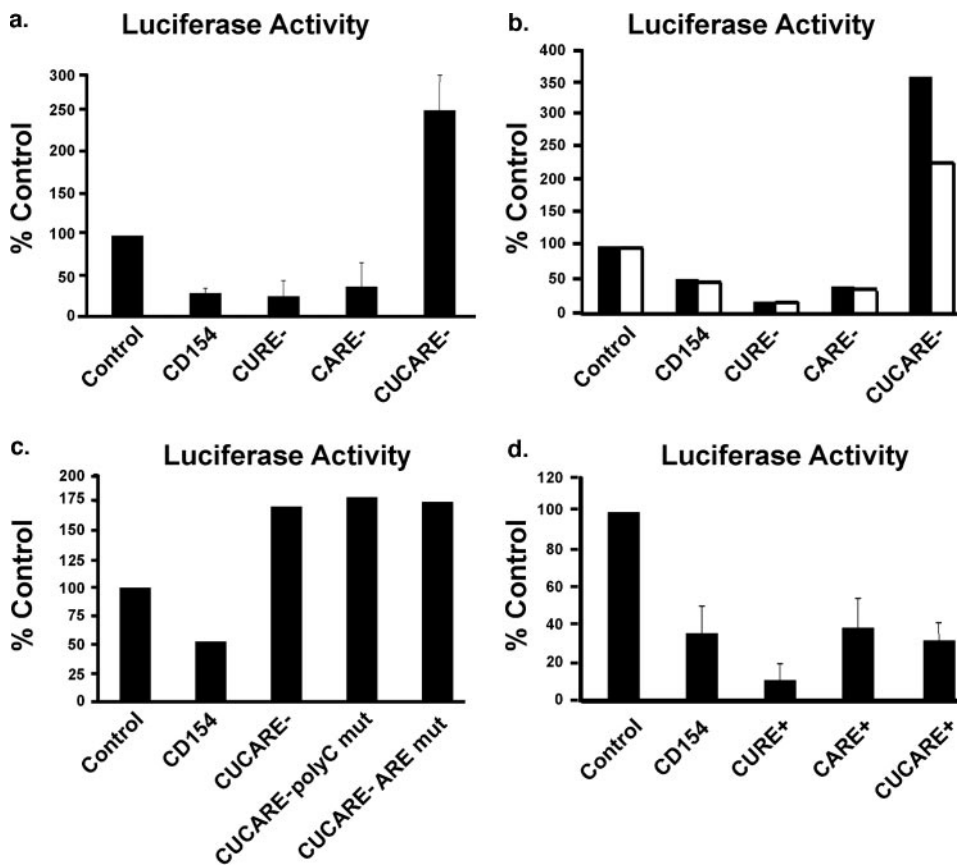 a.
Luciferase Activity
% Control
300
250
200
150
100
50
0
Control
CD154
CURE-
CARE-
CUCARE-
b.
Luciferase Activity
% Control
400
350
300
250
200
150
100
50
0
Control
CD154
CURE-
CARE-
CUCARE-
c.
Luciferase Activity
% Control
200
175
150
125
100
75
50
25
0
Control
CD154
CUCARE-
CUCARE-polyC mut
CUCARE- ARE mut
d.
Luciferase Activity
% Control
120
100
80
60
40
20
0
Control
CD154
CURE+
CARE+
CUCARE+